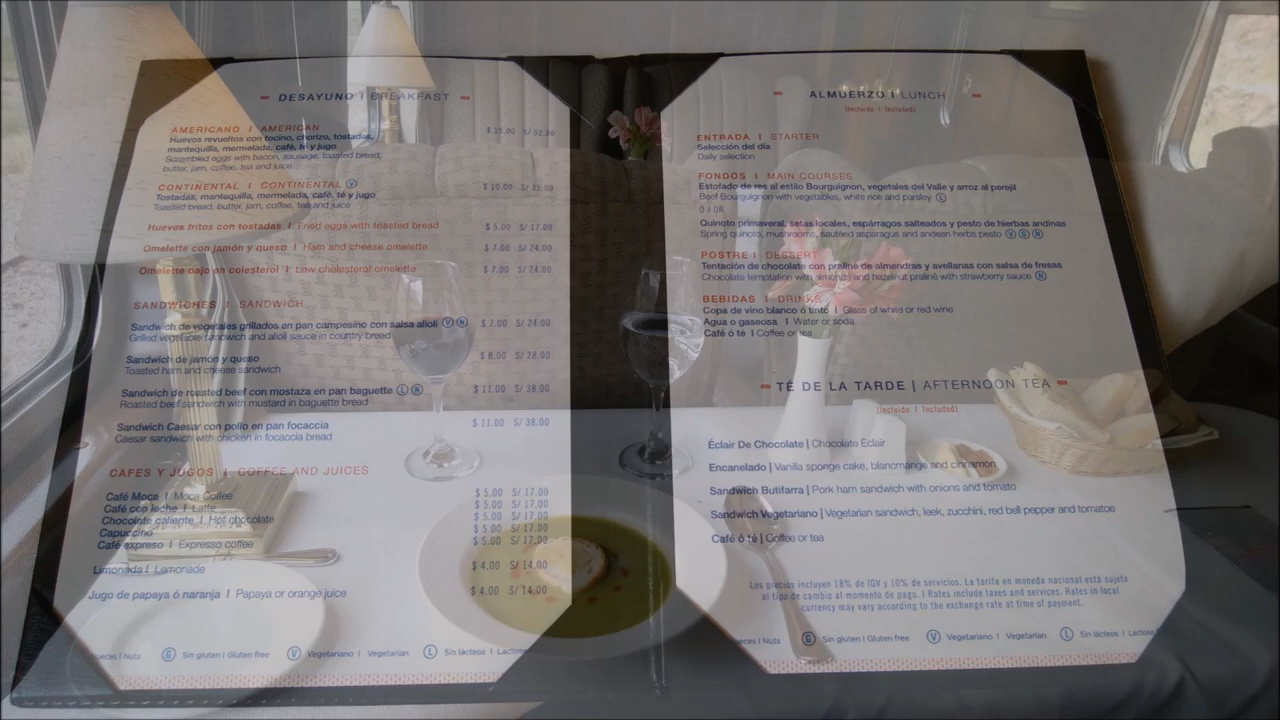 DESAYUNO I BREAKFAST
AMERICANO I AMERICAN $ 15.00 S/ 52.00
Huevos revueltos con tocino, chorizo, tostadas,
mantequilla, mermelada, café, té y jugo
Scrambled eggs with bacon, sausage, toasted bread,
butter, jam, coffee, tea and juice
CONTINENTAL I CONTINENTAL V $ 10.00 S/ 35.00
Tostadas, mantequilla, mermelada, café, té y jugo
Toasted bread, butter, jam, coffee, tea and juice
Huevos fritos con tostadas I Fried eggs with toasted bread $ 5.00 S/ 17.00
Omelette con jamón y queso I Ham and cheese omelette $ 7.00 S/ 24.00
Omelette bajo en colesterol I Low cholesterol omelette $ 7.00 S/ 24.00
SANDWICHES I SANDWICH
Sandwich de vegetales grillados en pan campesino con salsa alioli V N $ 7.00 S/ 24.00
Grilled vegetable sandwich and alioli sauce in country bread
Sandwich de jamón y queso $ 8.00 S/ 28.00
Toasted ham and cheese sandwich
Sandwich de roasted beef con mostaza en pan baguette L N $ 11.00 S/ 38.00
Roasted beef sandwich with mustard in baguette bread
Sandwich Caesar con pollo en pan focaccia $ 11.00 S/ 38.00
Caesar sandwich with chicken in focaccia bread
CAFES Y JUGOS I COFFEE AND JUICES
Café Moca I Moca Coffee $ 5.00 S/ 17.00
Café con leche I Latte $ 5.00 S/ 17.00
Chocolate caliente I Hot chocolate $ 5.00 S/ 17.00
Capuccino $ 5.00 S/ 17.00
Café expreso I Expresso coffee $ 5.00 S/ 17.00
Limonada I Lemonade $ 4.00 S/ 14.00
Jugo de papaya ó naranja I Papaya or orange juice $ 4.00 S/ 14.00
ueces I Nuts G Sin gluten I Gluten free V Vegetariano I Vegetarian L Sin lácteos I Lactose
ALMUERZO I LUNCH
(Incluido I Included)
ENTRADA I STARTER
Selección del día
Daily selection
FONDOS I MAIN COURSES
Estofado de res al estilo Bourguignon, vegetales del Valle y arroz al perejil
Beef Bourguignon with vegetables, white rice and parsley L
Ó / OR
Quinoto primaveral, setas locales, espárragos salteados y pesto de hierbas andinas
Spring quinoto, mushrooms, sautéed asparagus and andean herbs pesto V G N
POSTRE I DESSERT
Tentación de chocolate con praliné de almendras y avellanas con salsa de fresas
Chocolate temptation with almond and hazelnut praliné with strawberry sauce N
BEBIDAS I DRINKS
Copa de vino blanco ó tinto I Glass of white or red wine
Agua o gaseosa I Water or soda
Café ó té I Coffee or tea
TÉ DE LA TARDE | AFTERNOON TEA
(Incluido I Included)
Éclair De Chocolate | Chocolate Éclair
Encanelado | Vanilla sponge cake, blancmange and cinnamon
Sandwich Butifarra | Pork ham sandwich with onions and tomato
Sandwich Vegetariano | Vegetarian sandwich, leek, zucchini, red bell pepper and tomatoe
Café ó té | Coffee or tea
Los precios incluyen 18% de IGV y 10% de servicios. La tarifa en moneda nacional está sujeta
al tipo de cambio al momento de pago. I Rates include taxes and services. Rates in local
currency may vary according to the exchange rate at time of payment.
ueces I Nuts G Sin gluten I Gluten free V Vegetariano I Vegetarian L Sin lácteos I Lactose